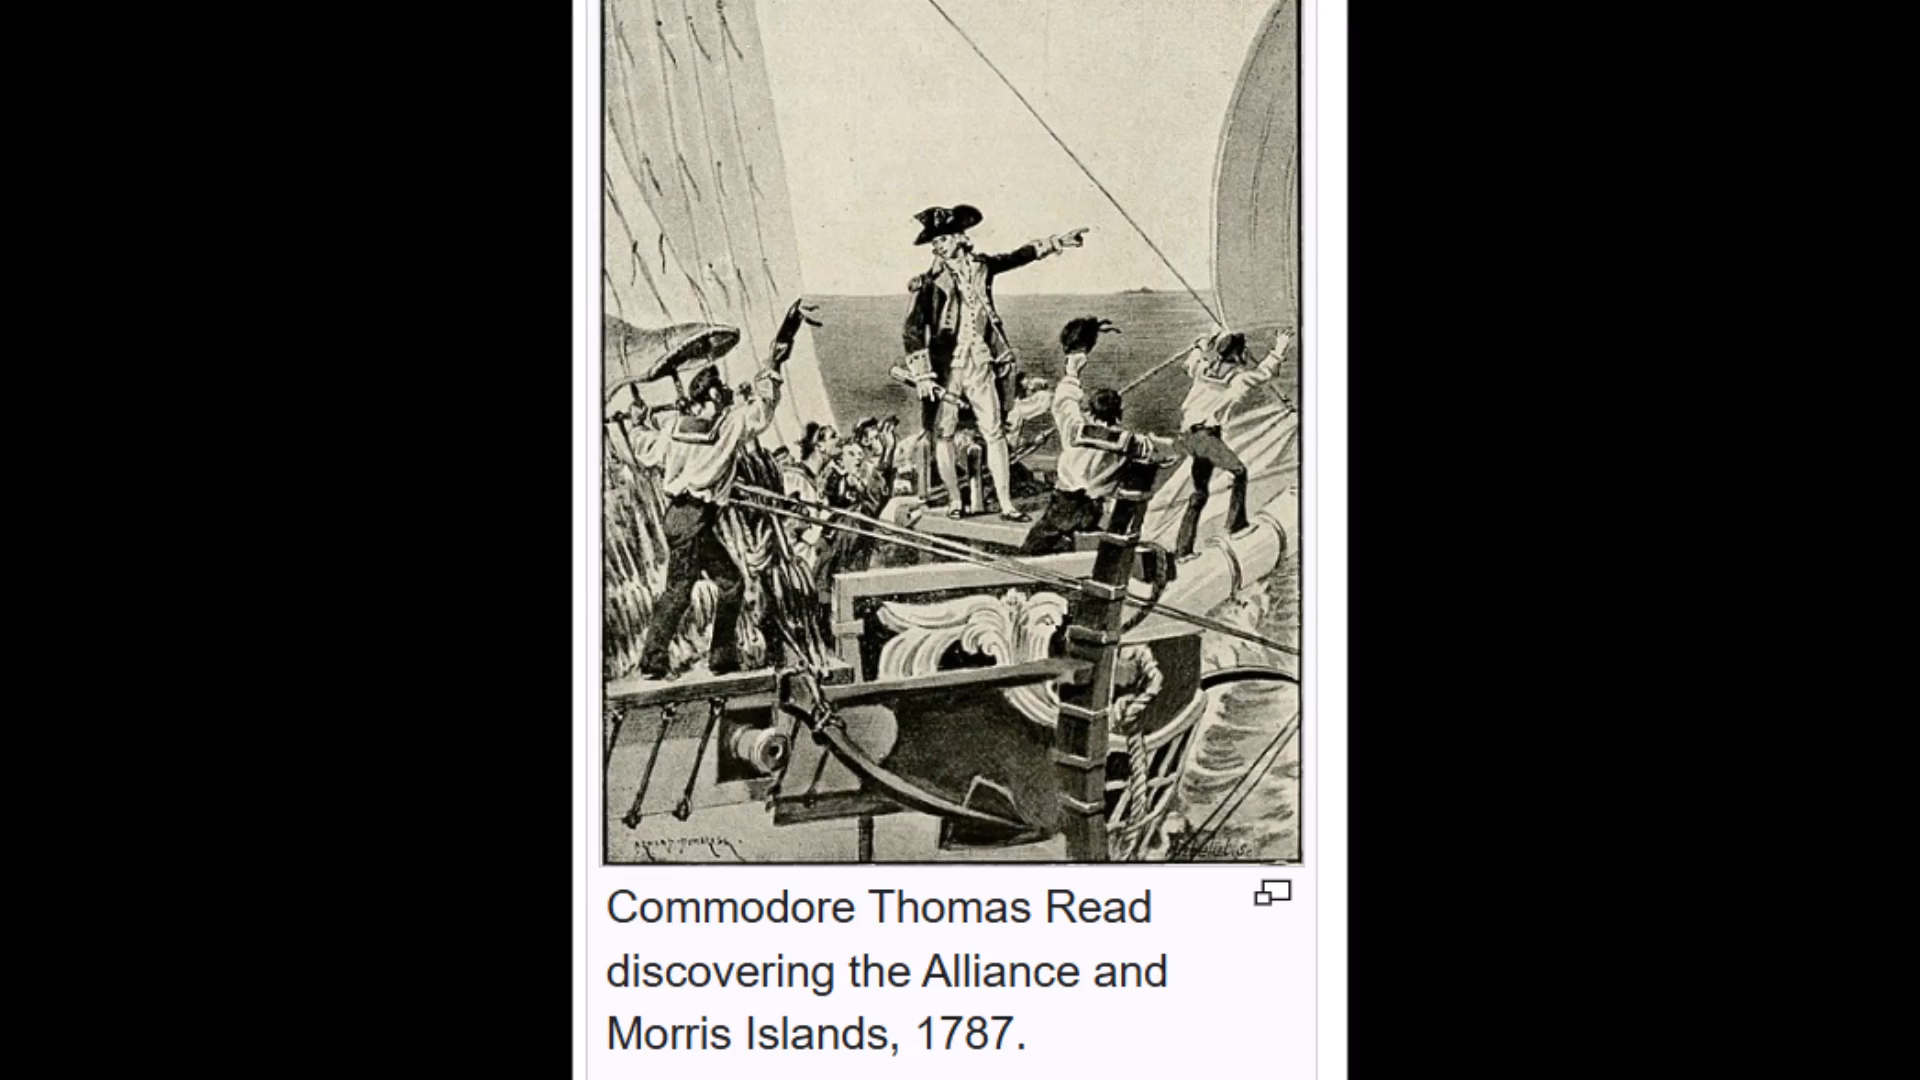 Commodore Thomas Read
discovering the Alliance and
Morris Islands, 1787.